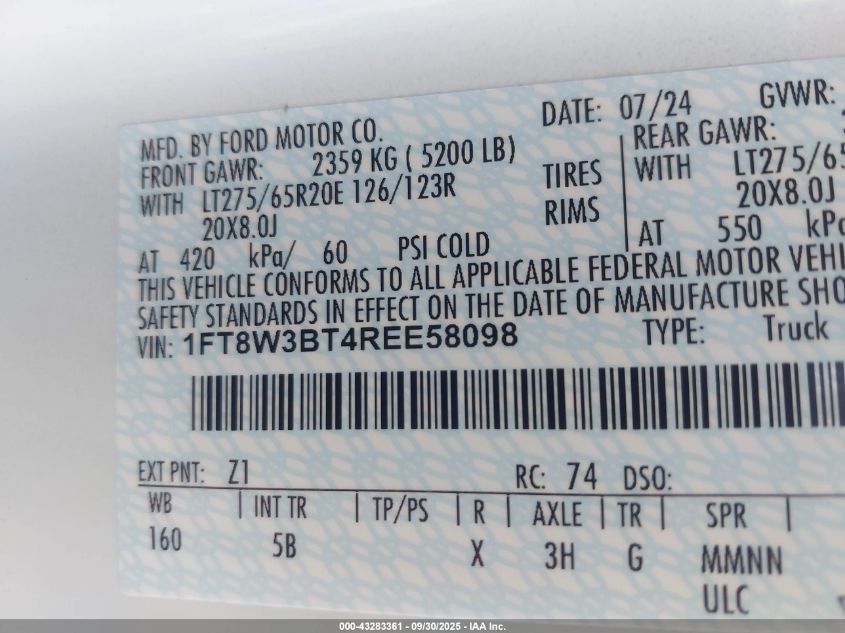 DATE: 07/24 GVWR:
MFD. BY FORD MOTOR CO.
FRONT GAWR: 2359 KG ( 5200 LB) REAR GAWR:
WITH LT275/65R20E 126/123R TIRES WITH LT275/65
20X8.0J RIMS 20X8.0J
AT 420 kPa/ 60 PSI COLD AT 550 kPa
THIS VEHICLE CONFORMS TO ALL APPLICABLE FEDERAL MOTOR VEHI
SAFETY STANDARDS IN EFFECT ON THE DATE OF MANUFACTURE SHO
VIN: 1FT8W3BT4REE58098 TYPE: Truck
EXT PNT: Z1 RC: 74 DSO:
WB INT TR TP/PS R AXLE TR SPR
160 5B X 3H G MMNN
ULC
000-43283361 - 09/30/2025 - IAA Inc.